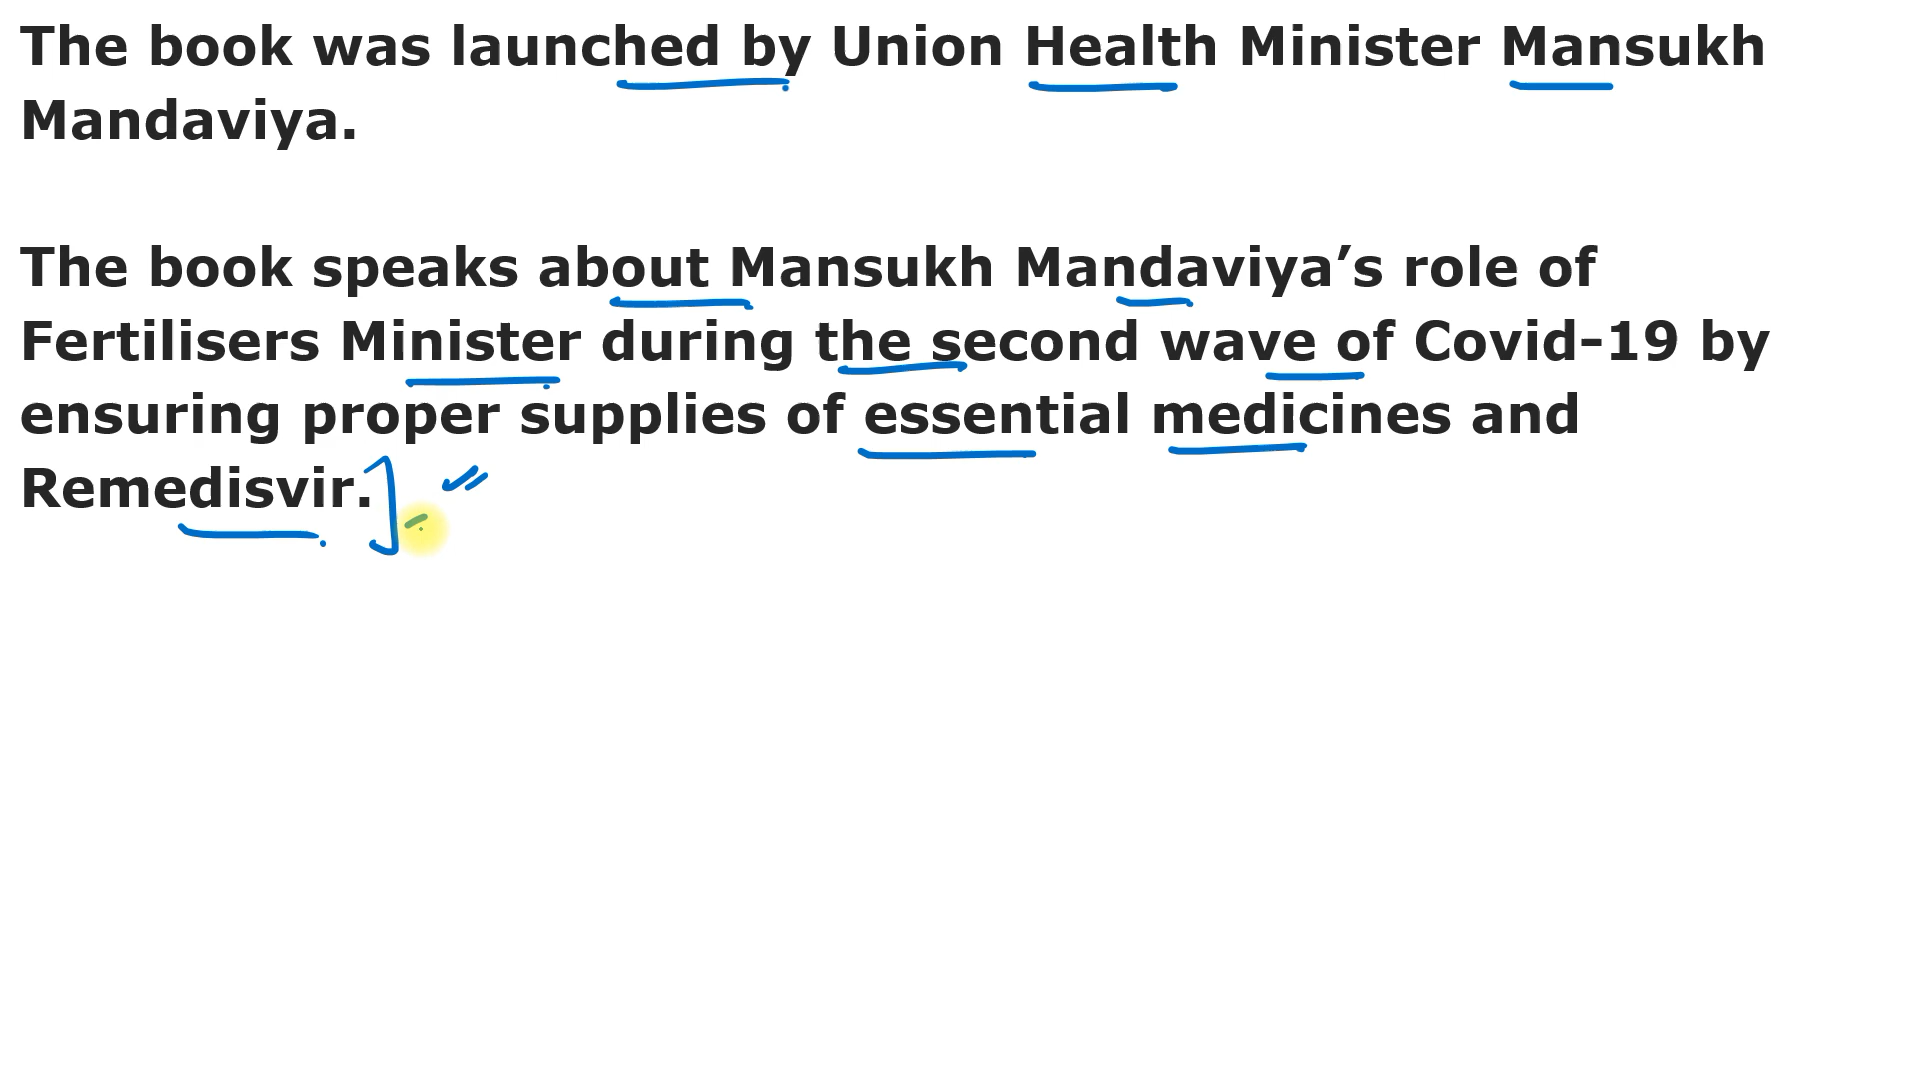 The book was launched by Union Health Minister Mansukh
Mandaviya.
The book speaks about Mansukh Mandaviya’s role of
Fertilisers Minister during the second wave of Covid-19 by
ensuring proper supplies of essential medicines and
Remedisvir.